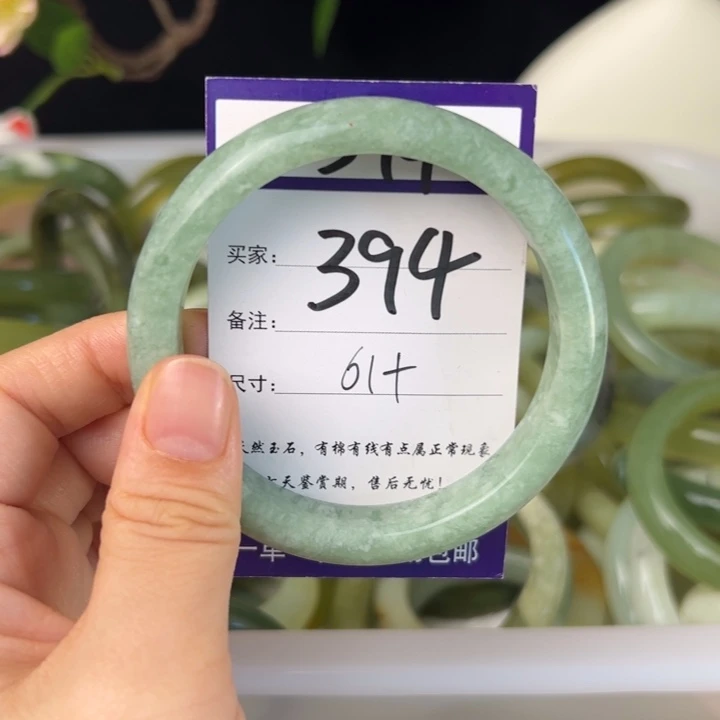 买家: 394
备注:
尺寸: 61+
天然玉石，有棉有线有点属正常现象
七天鉴赏期，售后无忧!